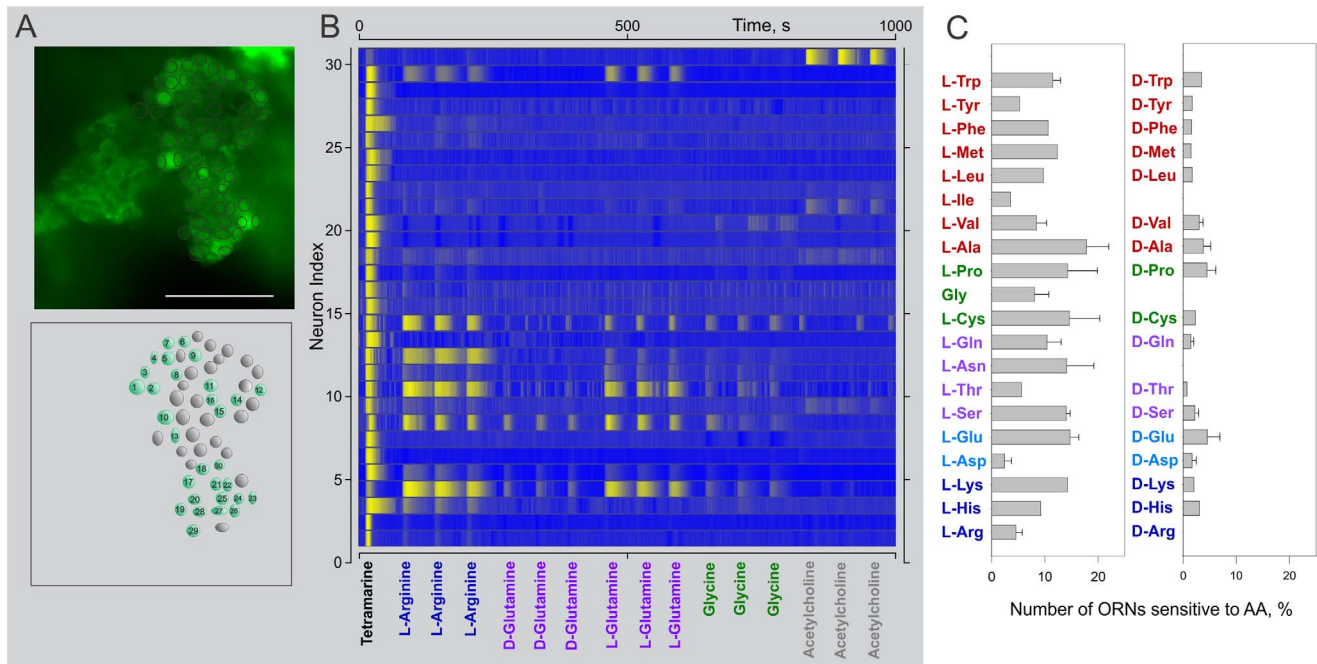 A
B
C
0
500
Time, s
1000
Neuron Index
30
25
20
15
10
5
0
7
6
4
5
9
3
8
1
2
11
12
16
14
15
10
13
18
30
17
21
22
20
25
24
23
19
28
27
26
29
Tetramarine
L-Arginine
L-Arginine
L-Arginine
D-Glutamine
D-Glutamine
D-Glutamine
L-Glutamine
L-Glutamine
L-Glutamine
Glycine
Glycine
Glycine
Acetylcholine
Acetylcholine
Acetylcholine
L-Trp
L-Tyr
L-Phe
L-Met
L-Leu
L-Ile
L-Val
L-Ala
L-Pro
Gly
L-Cys
L-Gln
L-Asn
L-Thr
L-Ser
L-Glu
L-Asp
L-Lys
L-His
L-Arg
0 10 20
D-Trp
D-Tyr
D-Phe
D-Met
D-Leu
D-Val
D-Ala
D-Pro
D-Cys
D-Gln
D-Thr
D-Ser
D-Glu
D-Asp
D-Lys
D-His
D-Arg
0 10 20
Number of ORNs sensitive to AA, %